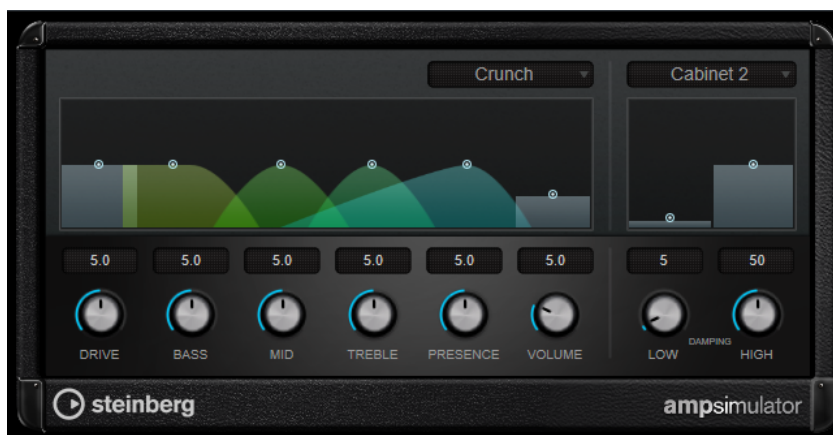 Crunch Cabinet 2
5.0 5.0 5.0 5.0 5.0 5.0 5 50
DRIVE BASS MID TREBLE PRESENCE VOLUME LOW DAMPING HIGH
steinberg ampsimulator